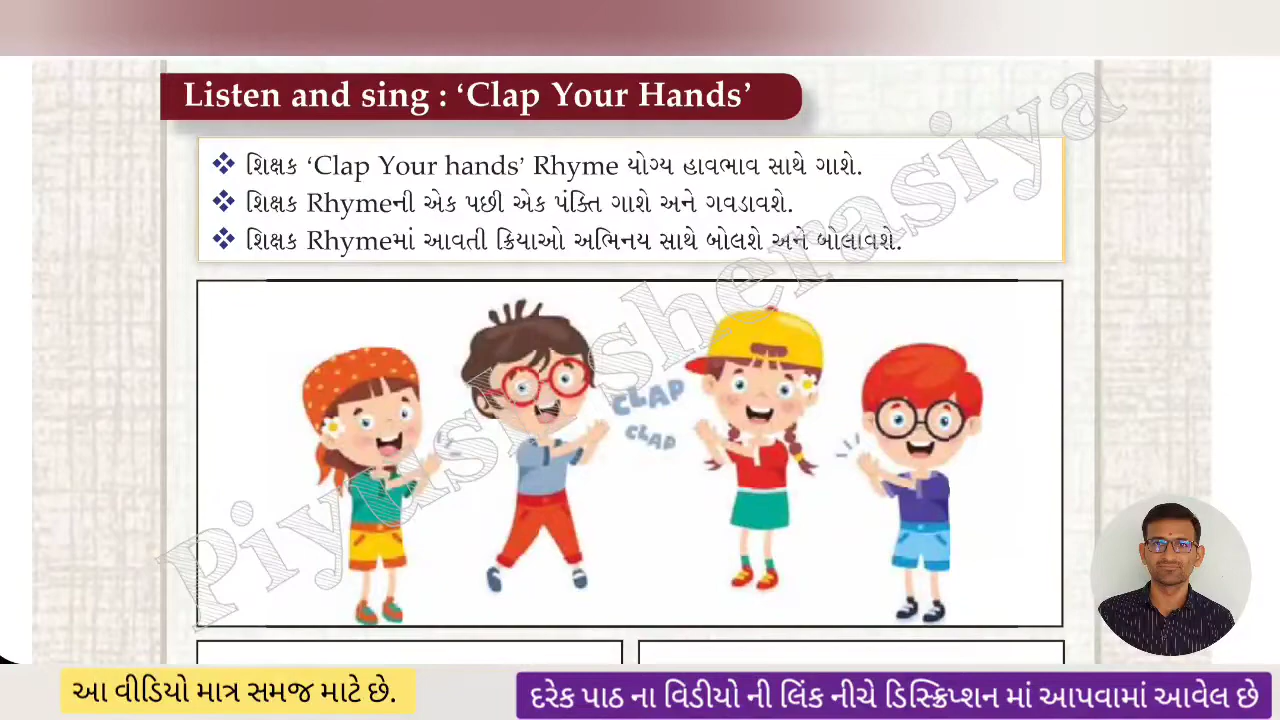 Listen and sing : ‘Clap Your Hands’
❖ શિક્ષક ‘Clap Your hands’ Rhyme યોગ્ય હાવભાવ સાથે ગાશે.
❖ શિક્ષક Rhymeની એક પછી એક પંક્તિ ગાશે અને ગવડાવશે.
❖ શિક્ષક Rhymeમાં આવતી ક્રિયાઓ અભિનય સાથે બોલશે અને બોલાવશે.
CLAP
CLAP
Piyushsherasiya
આ વીડિયો માત્ર સમજ માટે છે.
દરેક પાઠ ના વિડીયો ની લિંક નીચે ડિસ્ક્રિપ્શન માં આપવામાં આવેલ છે